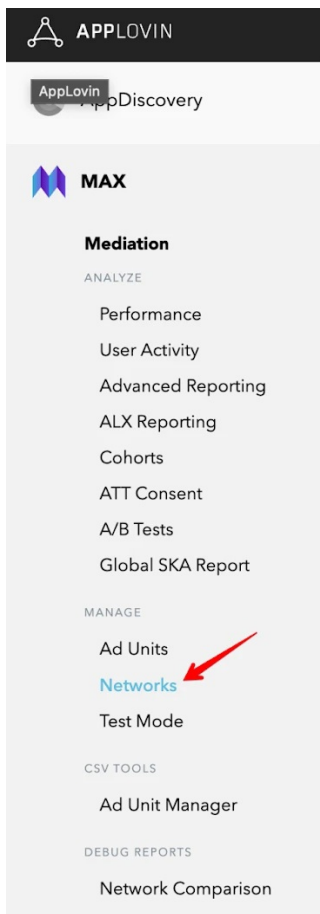 APPLOVIN
AppLovin
AppDiscovery
MAX
Mediation
ANALYZE
Performance
User Activity
Advanced Reporting
ALX Reporting
Cohorts
ATT Consent
A/B Tests
Global SKA Report
MANAGE
Ad Units
Networks
Test Mode
CSV TOOLS
Ad Unit Manager
DEBUG REPORTS
Network Comparison